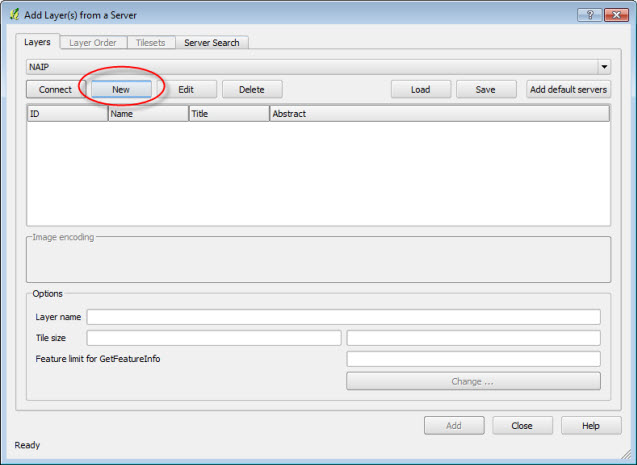 Add Layer(s) from a Server
Layers Layer Order Tilesets Server Search
NAIP
Connect New Edit Delete Load Save Add default servers
ID Name Title Abstract
Image encoding
Options
Layer name
Tile size
Feature limit for GetFeatureInfo
Change ...
Add Close Help
Ready